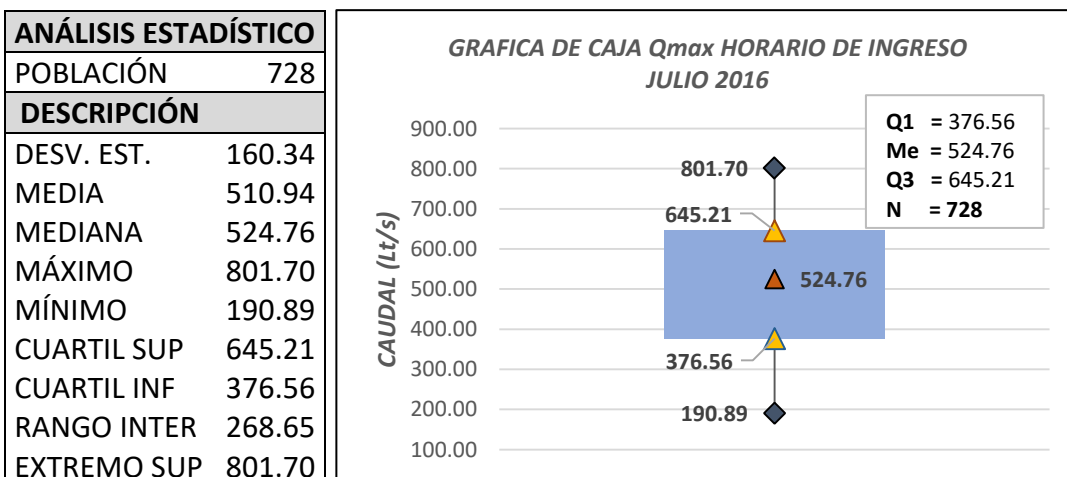 ANÁLISIS ESTADÍSTICO
POBLACIÓN 728
DESCRIPCIÓN
DESV. EST. 160.34
MEDIA 510.94
MEDIANA 524.76
MÁXIMO 801.70
MÍNIMO 190.89
CUARTIL SUP 645.21
CUARTIL INF 376.56
RANGO INTER 268.65
EXTREMO SUP 801.70
GRAFICA DE CAJA Qmax HORARIO DE INGRESO
JULIO 2016
Q1 = 376.56
Me = 524.76
Q3 = 645.21
N = 728
CAUDAL (Lt/s)
900.00
800.00
700.00
600.00
500.00
400.00
300.00
200.00
100.00
801.70
645.21
524.76
376.56
190.89